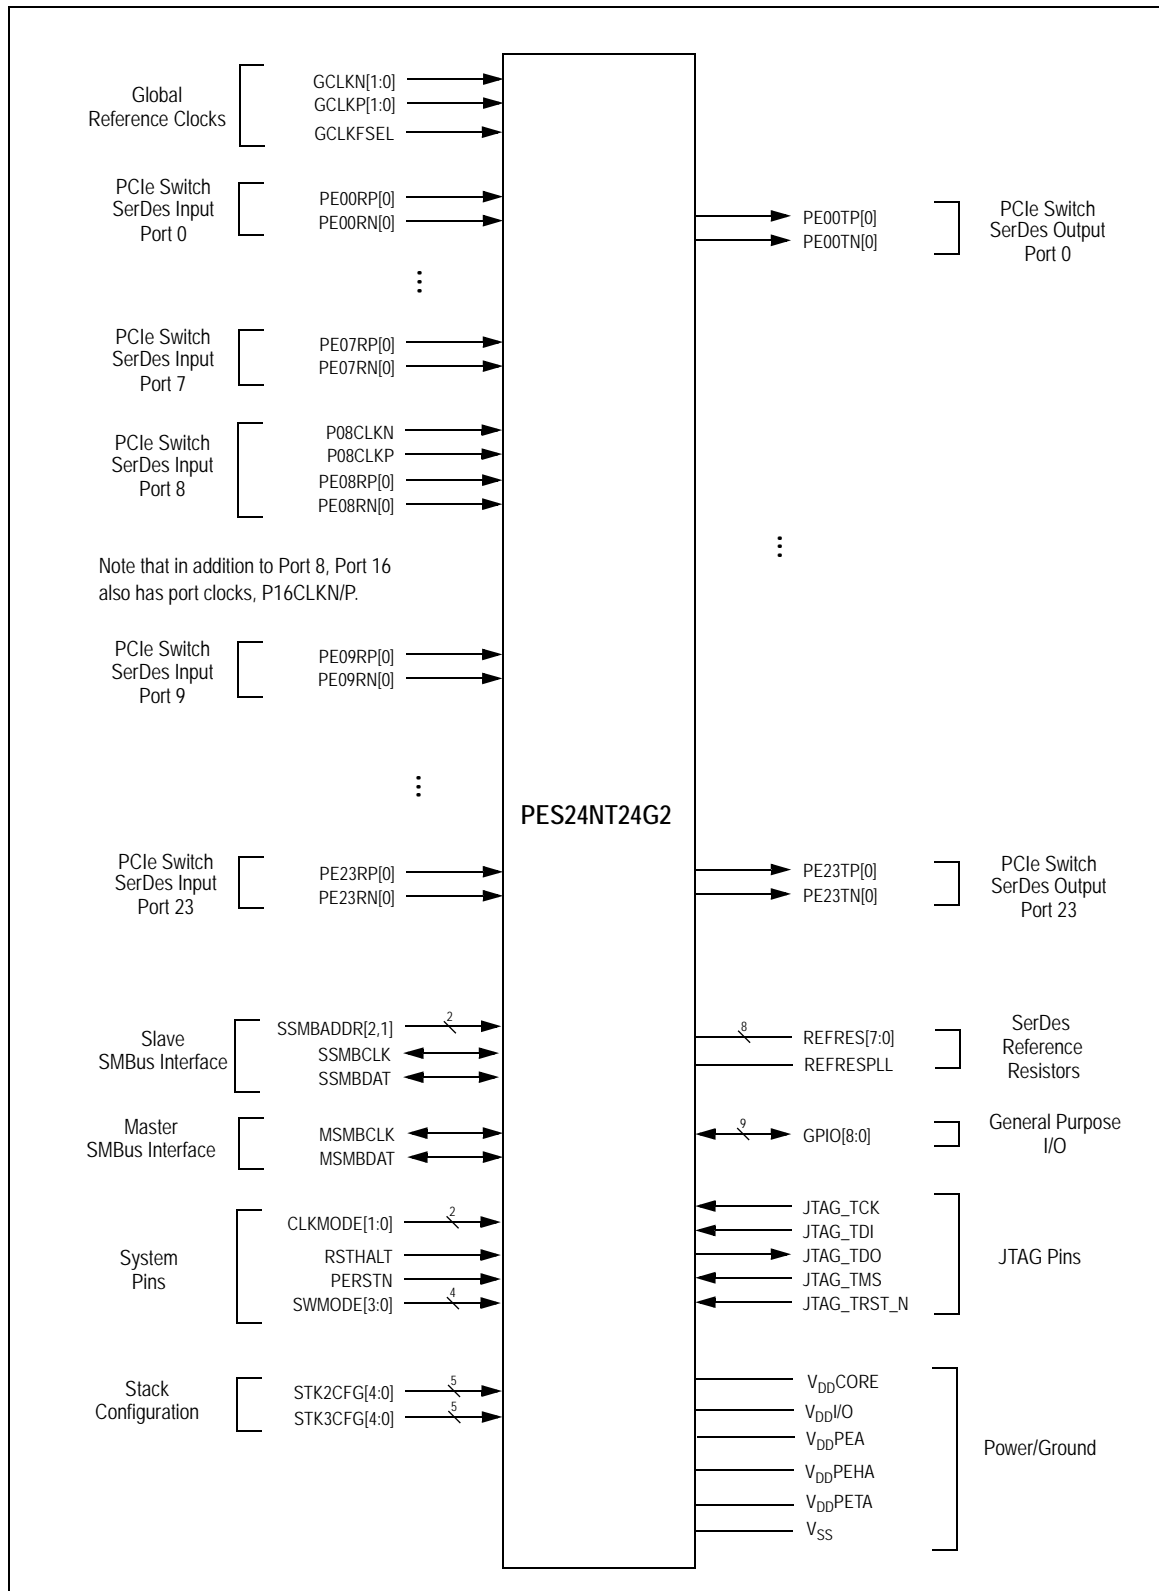 Global
Reference Clocks
GCLKN[1:0]
GCLKP[1:0]
GCLKFSEL
PCIe Switch
SerDes Input
Port 0
PE00RP[0]
PE00RN[0]
PCIe Switch
SerDes Input
Port 7
PE07RP[0]
PE07RN[0]
PCIe Switch
SerDes Input
Port 8
P08CLKN
P08CLKP
PE08RP[0]
PE08RN[0]
Note that in addition to Port 8, Port 16
also has port clocks, P16CLKN/P.
PCIe Switch
SerDes Input
Port 9
PE09RP[0]
PE09RN[0]
PCIe Switch
SerDes Input
Port 23
PE23RP[0]
PE23RN[0]
Slave
SMBus Interface
SSMBADDR[2,1]
2
SSMBCLK
SSMBDAT
Master
SMBus Interface
MSMBCLK
MSMBDAT
System
Pins
CLKMODE[1:0]
2
RSTHALT
PERSTN
SWMODE[3:0]
4
Stack
Configuration
STK2CFG[4:0]
5
STK3CFG[4:0]
5
PES24NT24G2
PE00TP[0]
PE00TN[0]
PCIe Switch
SerDes Output
Port 0
PE23TP[0]
PE23TN[0]
PCIe Switch
SerDes Output
Port 23
8
REFRES[7:0]
REFRESPLL
SerDes
Reference
Resistors
9
GPIO[8:0]
General Purpose
I/O
JTAG_TCK
JTAG_TDI
JTAG_TDO
JTAG_TMS
JTAG_TRST_N
JTAG Pins
VDDCORE
VDDI/O
VDDPEA
VDDPEHA
VDDPETA
VSS
Power/Ground